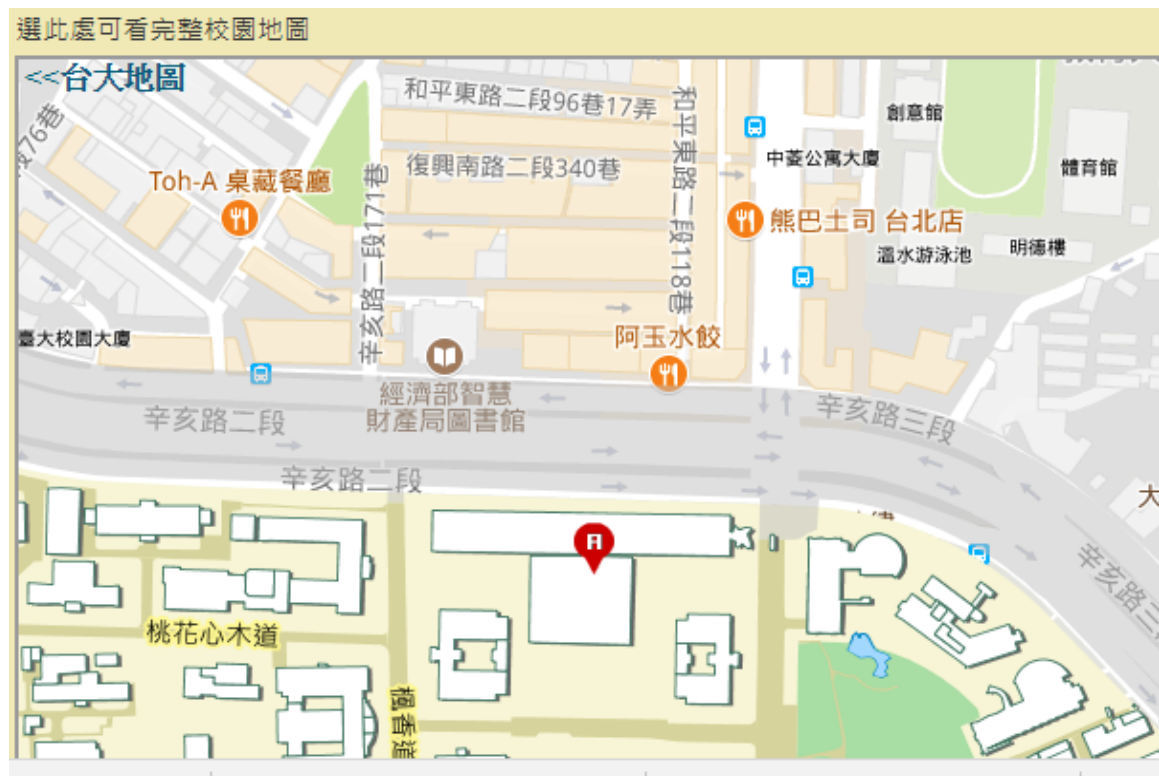 選此處可看完整校園地圖
<<台大地圖
和平東路二段96巷17弄
和平東路二段118巷
創意館
段76巷
中菱公寓大廈
體育館
復興南路二段340巷
Toh-A 桌藏餐廳
辛亥路二段171巷
熊巴土司 台北店
溫水游泳池
明德樓
臺大校園大廈
阿玉水餃
經濟部智慧
財產局圖書館
辛亥路二段
辛亥路三段
辛亥路二段
大
辛亥路三
桃花心木道
楓香道